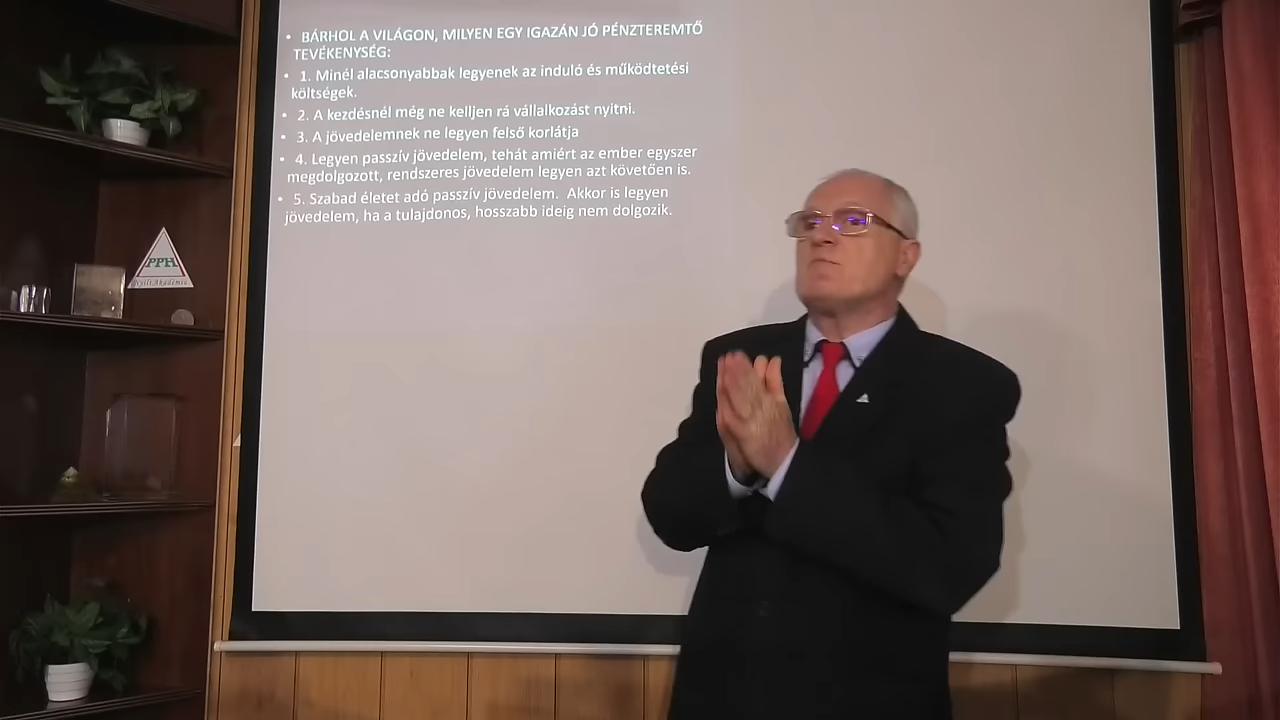 • BÁRHOL A VILÁGON, MILYEN EGY IGAZÁN JÓ PÉNZTEREMTŐ
TEVÉKENYSÉG:
• 1. Minél alacsonyabbak legyenek az induló és működtetési
költségek.
• 2. A kezdésnél még ne kelljen rá vállalkozást nyitni.
• 3. A jövedelemnek ne legyen felső korlátja
• 4. Legyen passzív jövedelem, tehát amiért az ember egyszer
megdolgozott, rendszeres jövedelem legyen azt követően is.
• 5. Szabad életet adó passzív jövedelem. Akkor is legyen
jövedelem, ha a tulajdonos, hosszabb ideig nem dolgozik.
PPH
Nyílt Akadémia